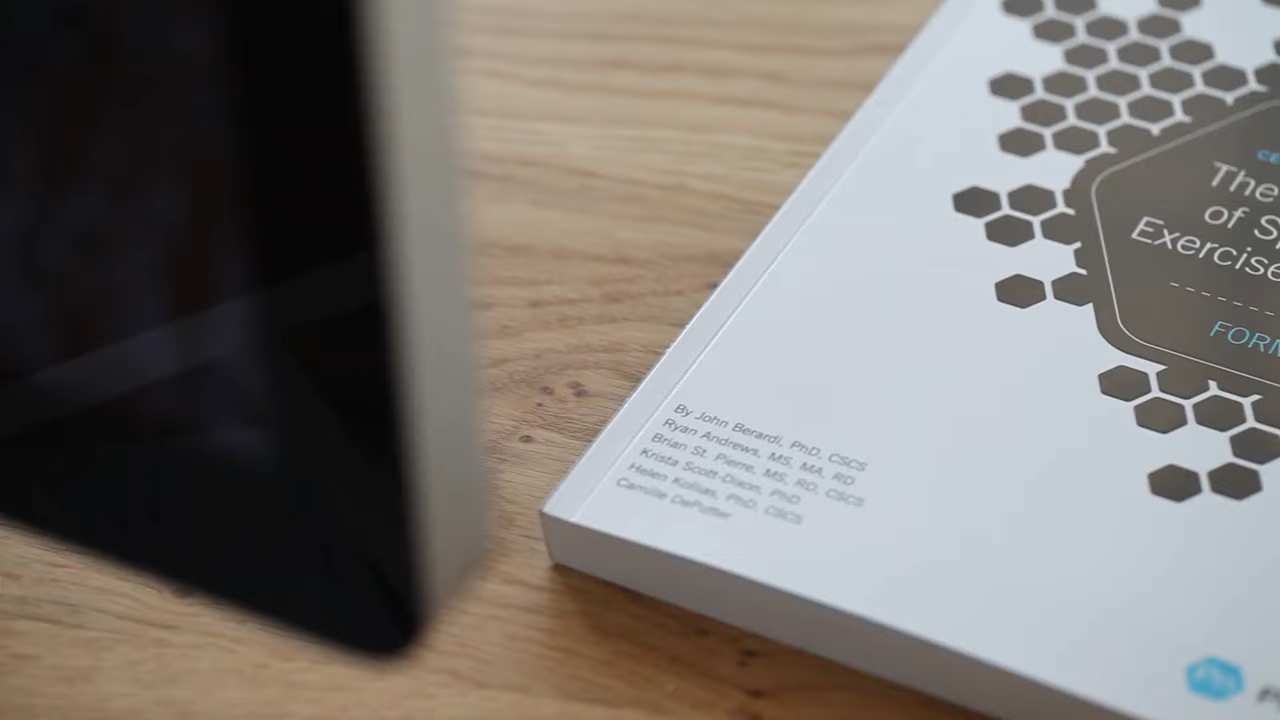 The
of S
Exercise
FORM
By John Berardi, PhD, CSCS
Ryan Andrews, MS, MA, RD
Brian St. Pierre, MS, RD, CSCS
Krista Scott-Dixon, PhD
Helen Kollias, PhD, CSCS
Camille DePutter